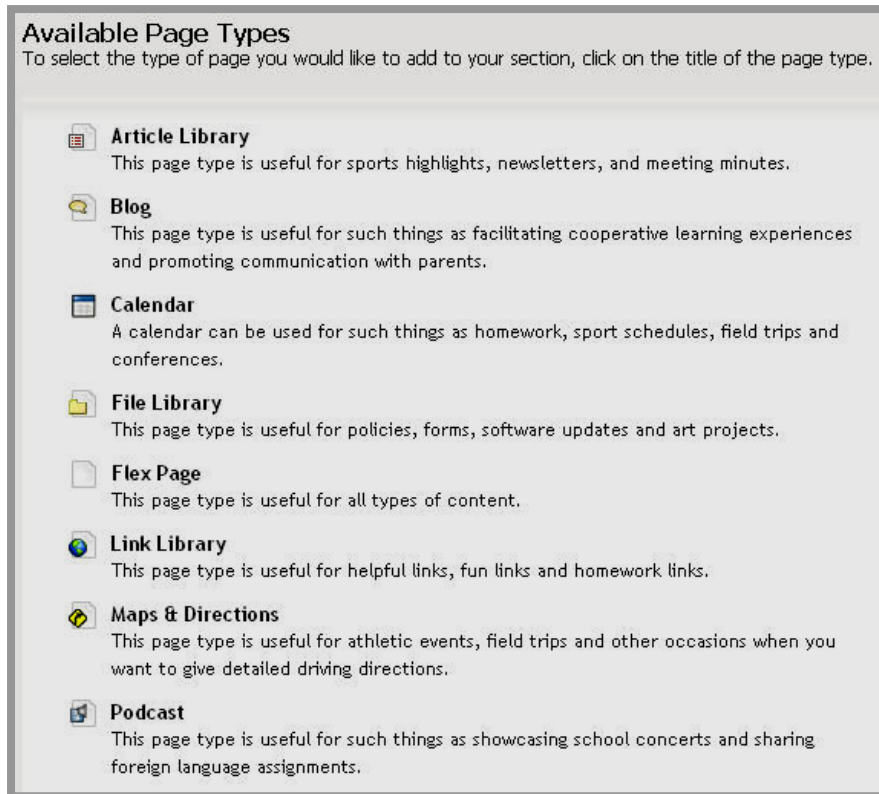 Available Page Types
To select the type of page you would like to add to your section, click on the title of the page type.
Article Library
This page type is useful for sports highlights, newsletters, and meeting minutes.
Blog
This page type is useful for such things as facilitating cooperative learning experiences
and promoting communication with parents.
Calendar
A calendar can be used for such things as homework, sport schedules, field trips and
conferences.
File Library
This page type is useful for policies, forms, software updates and art projects.
Flex Page
This page type is useful for all types of content.
Link Library
This page type is useful for helpful links, fun links and homework links.
Maps & Directions
This page type is useful for athletic events, field trips and other occasions when you
want to give detailed driving directions.
Podcast
This page type is useful for such things as showcasing school concerts and sharing
foreign language assignments.